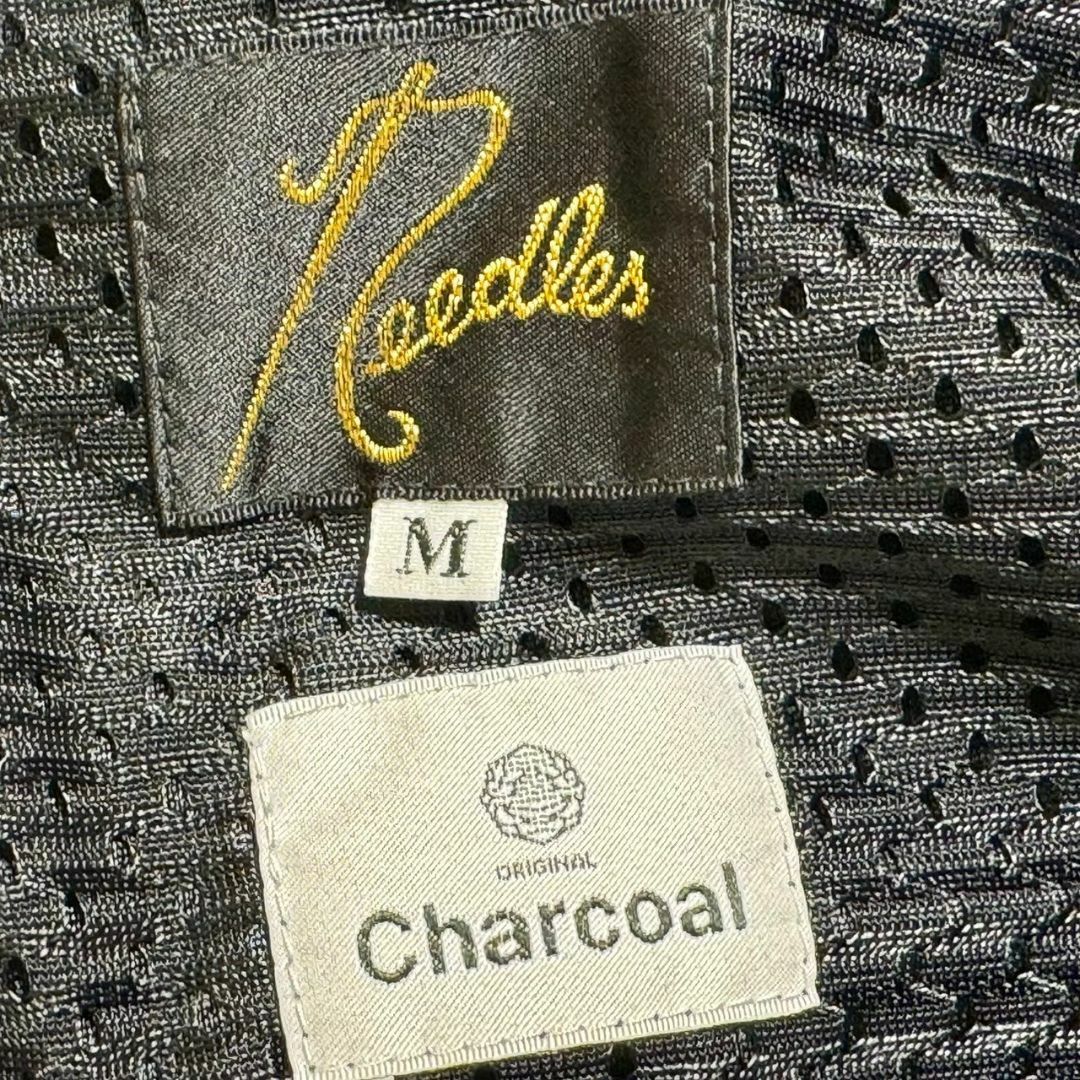 Needles
M
ORIGINAL
Charcoal